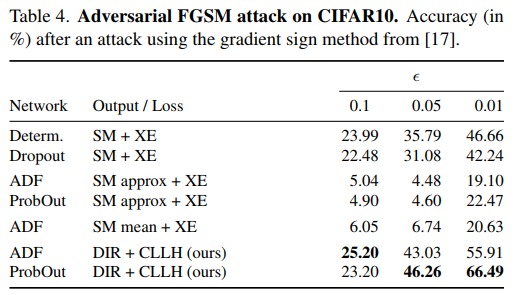 Table 4. Adversarial FGSM attack on CIFAR10. Accuracy (in
%) after an attack using the gradient sign method from [17].
ϵ
Network Output / Loss 0.1 0.05 0.01
Determ. SM + XE 23.99 35.79 46.66
Dropout SM + XE 22.48 31.08 42.24
ADF SM approx + XE 5.04 4.48 19.10
ProbOut SM approx + XE 4.90 4.60 22.47
ADF SM mean + XE 6.05 6.74 20.63
ADF DIR + CLLH (ours) 25.20 43.03 55.91
ProbOut DIR + CLLH (ours) 23.20 46.26 66.49